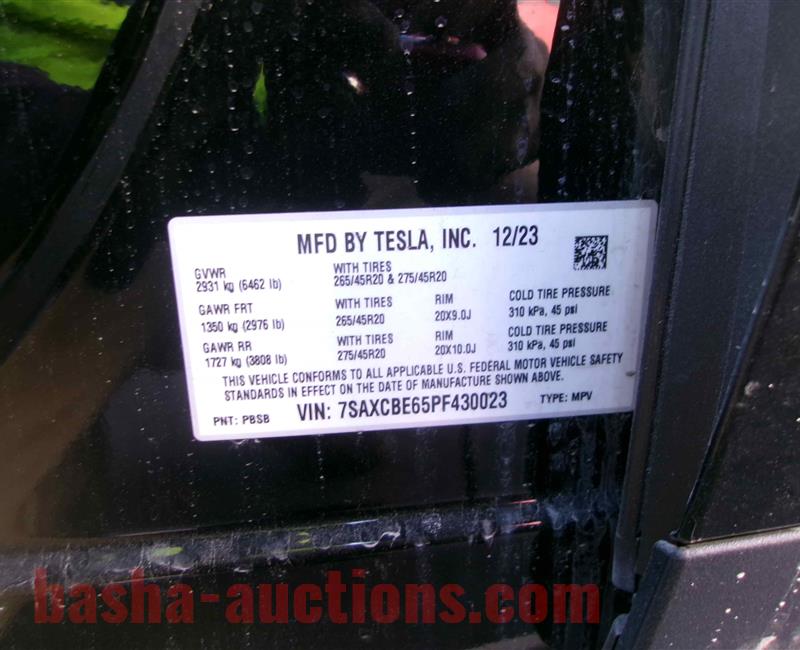 MFD BY TESLA, INC. 12/23
GVWR
2931 kg (6462 lb)
WITH TIRES
265/45R20 & 275/45R20
GAWR FRT
1350 kg (2976 lb)
WITH TIRES
265/45R20
RIM
20X9.0J
COLD TIRE PRESSURE
310 kPa, 45 psi
GAWR RR
1727 kg (3808 lb)
WITH TIRES
275/45R20
RIM
20X10.0J
COLD TIRE PRESSURE
310 kPa, 45 psi
THIS VEHICLE CONFORMS TO ALL APPLICABLE U.S. FEDERAL MOTOR VEHICLE SAFETY
STANDARDS IN EFFECT ON THE DATE OF MANUFACTURE SHOWN ABOVE.
PNT: PBSB VIN: 7SAXCBE65PF430023 TYPE: MPV
basha-auctions.com